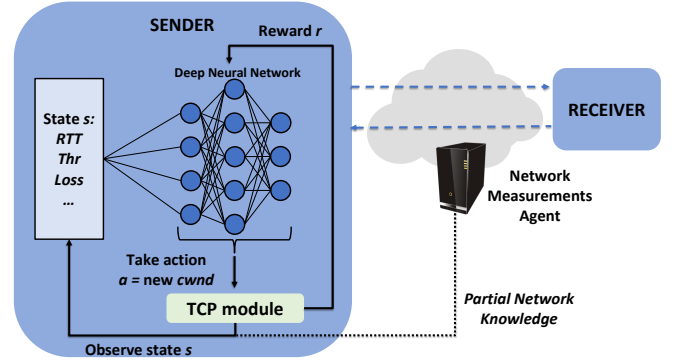 SENDER
Reward r
Deep Neural Network
State s:
RTT
Thr
Loss
...
Take action
a = new cwnd
TCP module
Observe state s
RECEIVER
Network
Measurements
Agent
Partial Network
Knowledge